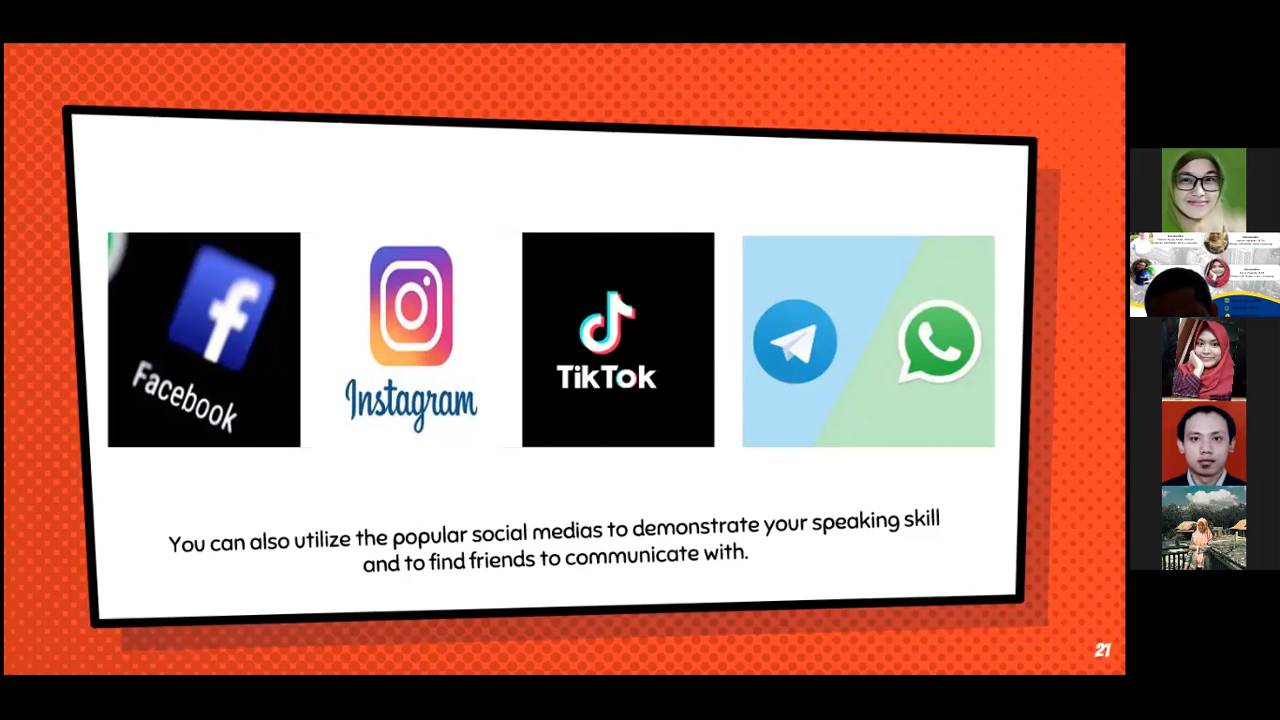 Facebook
Instagram
TikTok
You can also utilize the popular social medias to demonstrate your speaking skill
and to find friends to communicate with.
21